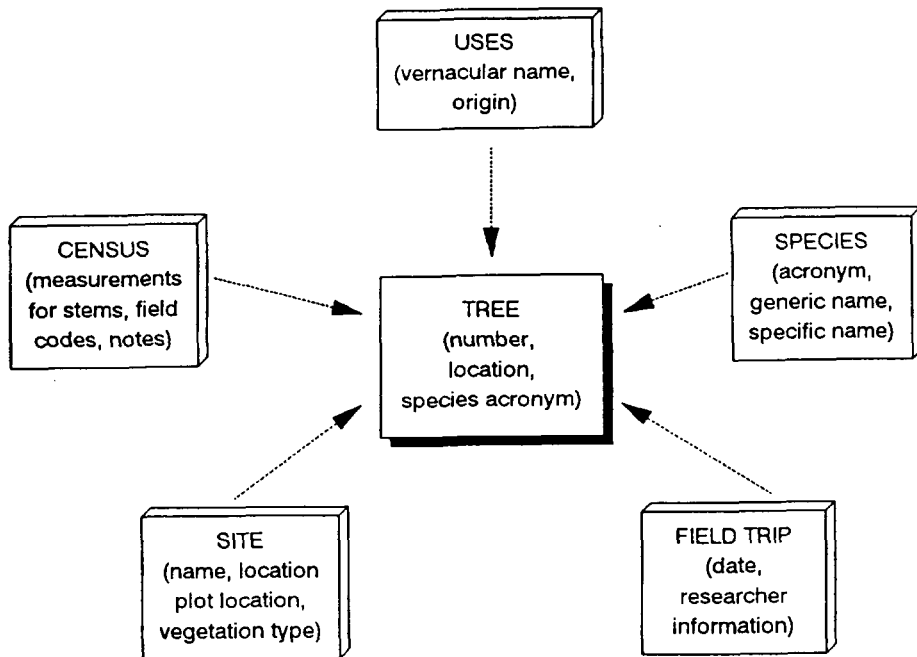 USES
(vernacular name,
origin)
CENSUS
(measurements
for stems, field
codes, notes)
SPECIES
(acronym,
generic name,
specific name)
TREE
(number,
location,
species acronym)
SITE
(name, location
plot location,
vegetation type)
FIELD TRIP
(date,
researcher
information)